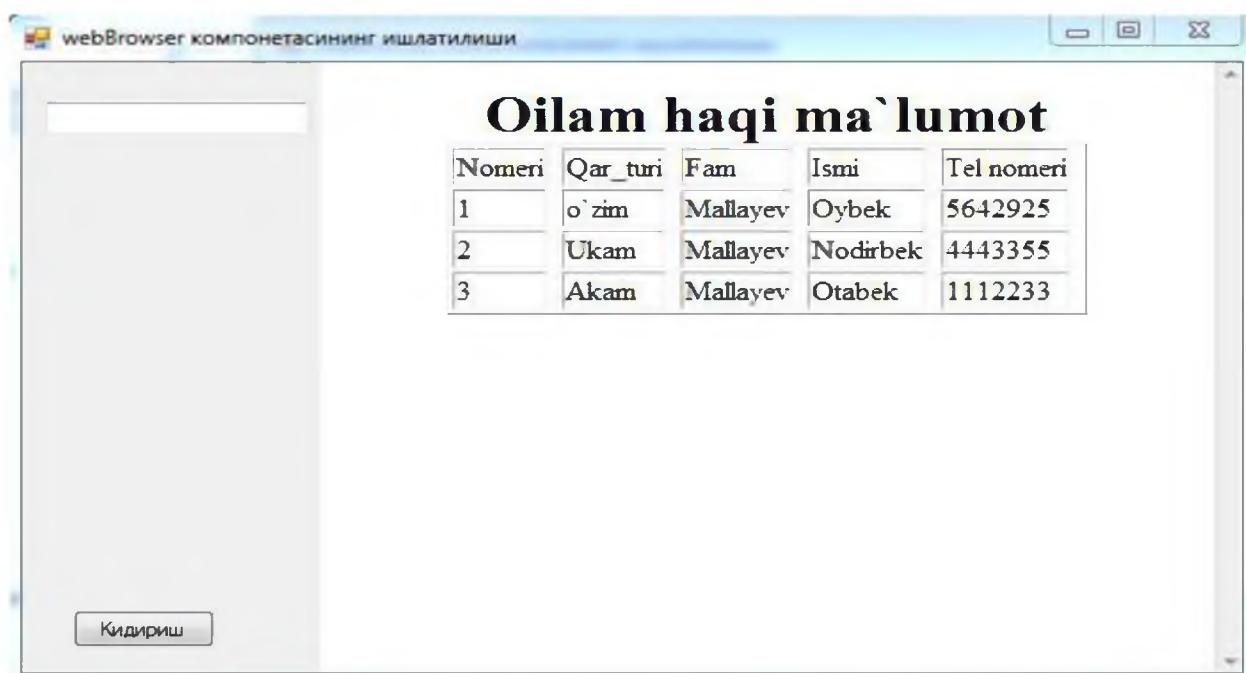 webBrowser компонетасининг ишлатилиши
Oilam haqi ma`lumot
Nomeri Qar_turi Fam Ismi Tel nomeri
1 o`zim Mallayev Oybek 5642925
2 Ukam Mallayev Nodirbek 4443355
3 Akam Mallayev Otabek 1112233
Кидириш